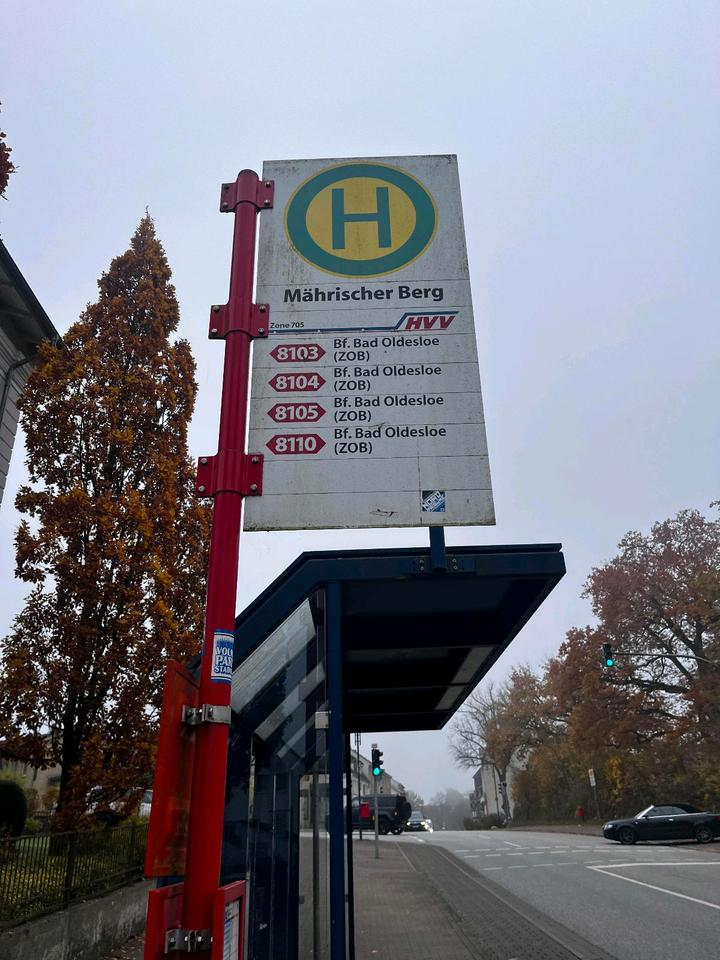 H
Mährischer Berg
Zone 705
HVV
8103 Bf. Bad Oldesloe
(ZOB)
8104 Bf. Bad Oldesloe
(ZOB)
8105 Bf. Bad Oldesloe
(ZOB)
8110 Bf. Bad Oldesloe
(ZOB)
NORD